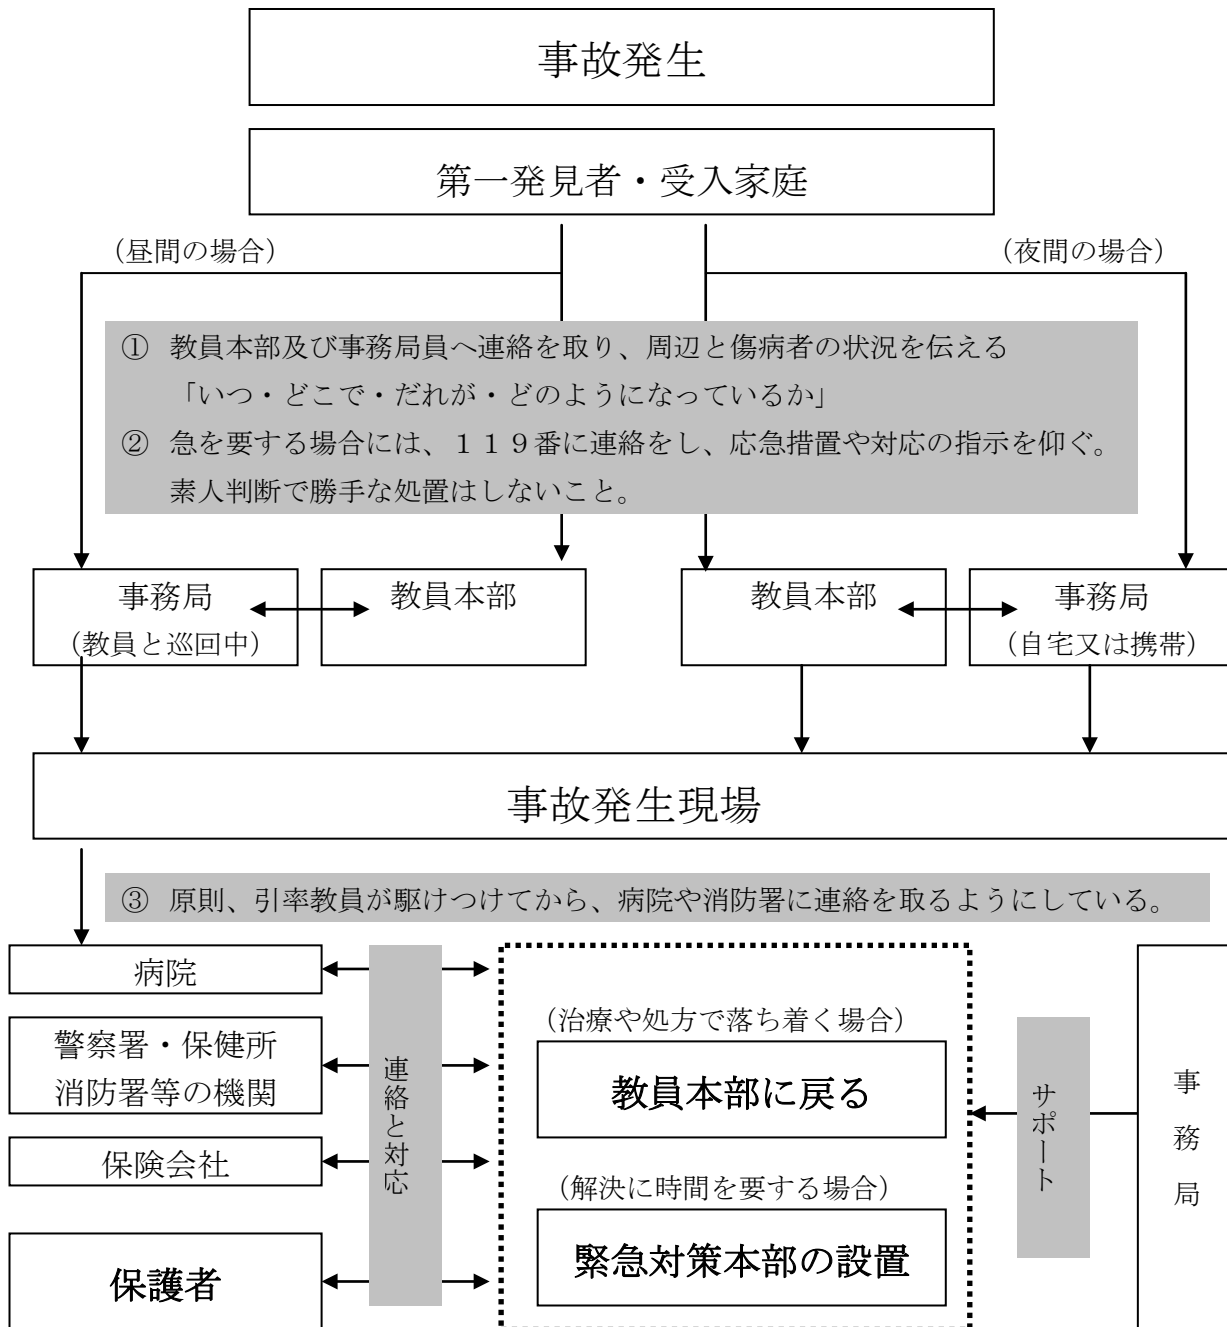 事故発生
第一発見者・受入家庭
（昼間の場合）
（夜間の場合）
① 教員本部及び事務局員へ連絡を取り、周辺と傷病者の状況を伝える
「いつ・どこで・だれが・どのようになっているか」
② 急を要する場合には、１１９番に連絡をし、応急措置や対応の指示を仰ぐ。
素人判断で勝手な処置はしないこと。
事務局
（教員と巡回中）
教員本部
教員本部
事務局
（自宅又は携帯）
事故発生現場
③ 原則、引率教員が駆けつけてから、病院や消防署に連絡を取るようにしている。
病院
警察署・保健所
消防署等の機関
保険会社
保護者
連絡と対応
（治療や処方で落ち着く場合）
教員本部に戻る
（解決に時間を要する場合）
緊急対策本部の設置
サポート
事務局